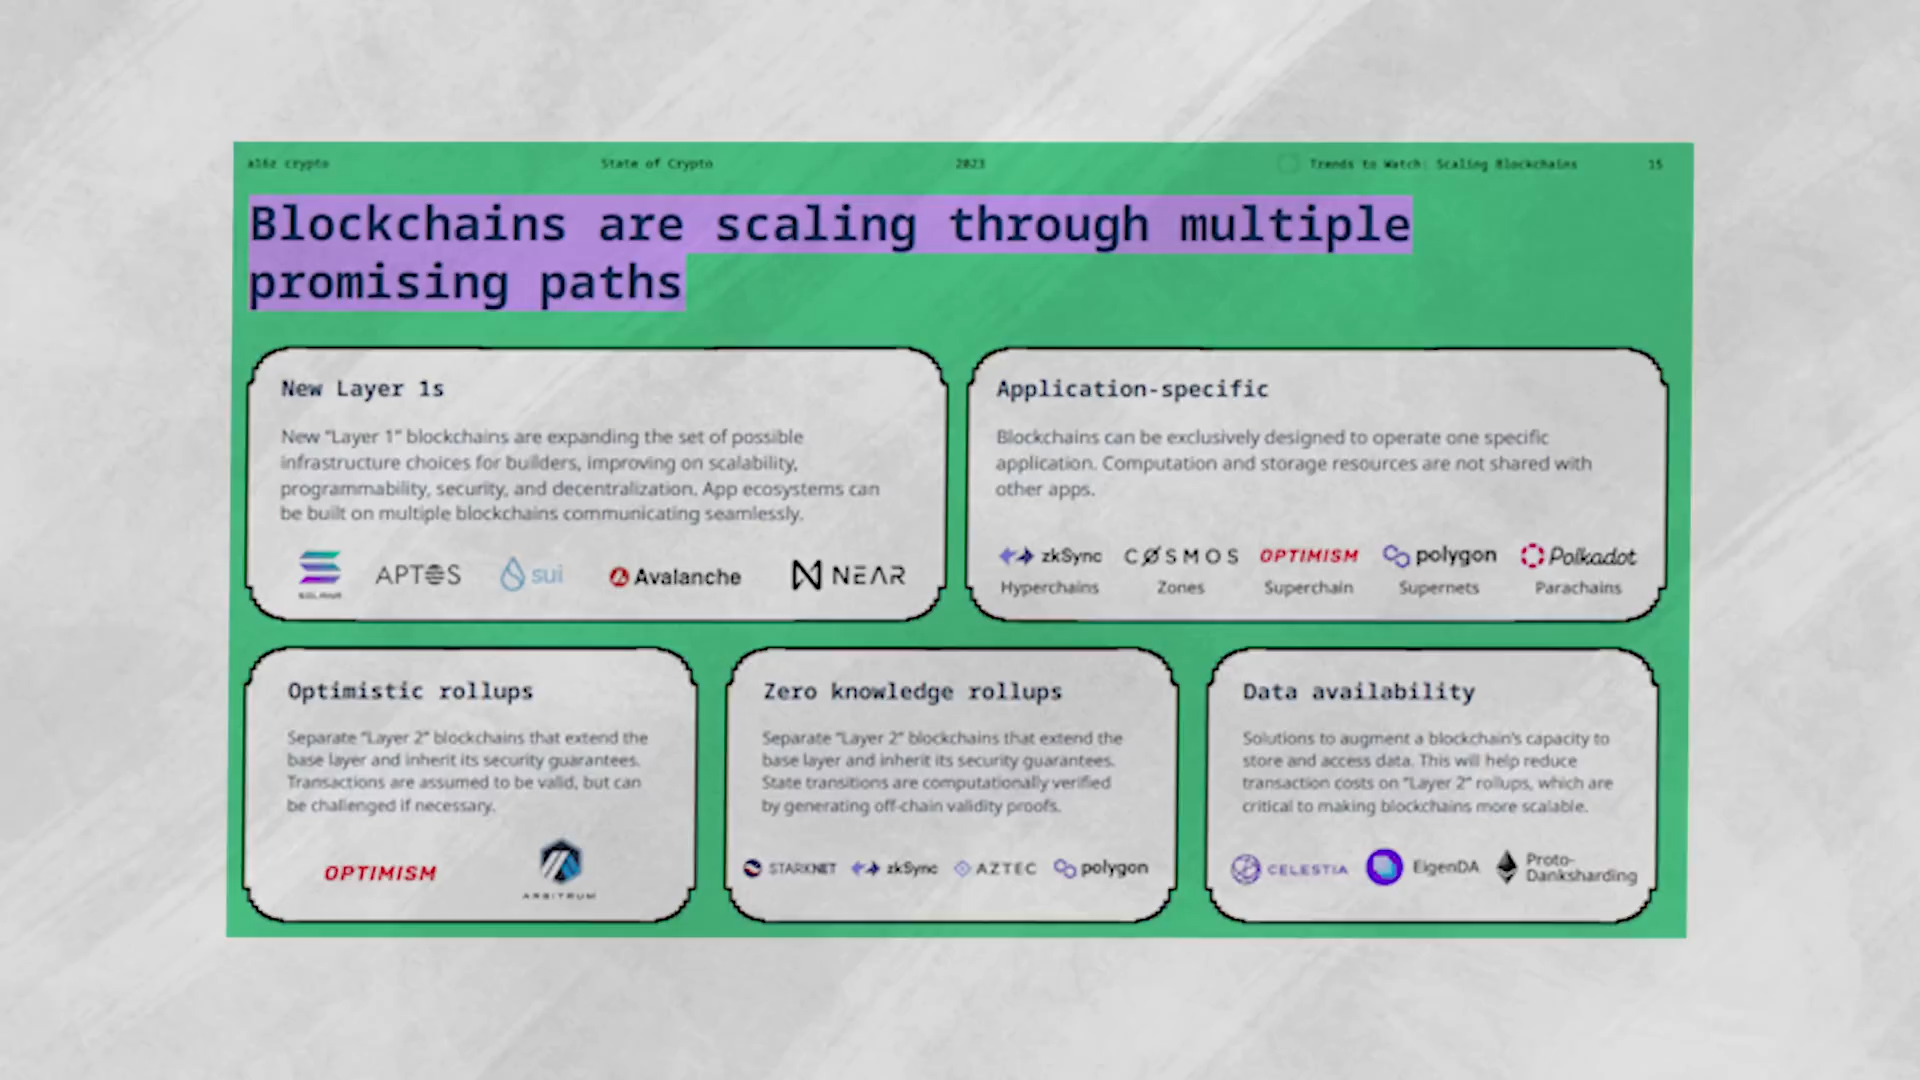 a16z crypto
State of Crypto
2023
Trends to Watch: Scaling Blockchains
15
Blockchains are scaling through multiple
promising paths
New Layer 1s
New “Layer 1” blockchains are expanding the set of possible
infrastructure choices for builders, improving on scalability,
programmability, security, and decentralization. App ecosystems can
be built on multiple blockchains communicating seamlessly.
SOLANA
APTOS
sui
Avalanche
NEAR
Application-specific
Blockchains can be exclusively designed to operate one specific
application. Computation and storage resources are not shared with
other apps.
zkSync
Hyperchains
CØSMOS
Zones
OPTIMISM
Superchain
polygon
Supernets
Polkadot
Parachains
Optimistic rollups
Separate “Layer 2” blockchains that extend the
base layer and inherit its security guarantees.
Transactions are assumed to be valid, but can
be challenged if necessary.
OPTIMISM
ARBITRUM
Zero knowledge rollups
Separate “Layer 2” blockchains that extend the
base layer and inherit its security guarantees.
State transitions are computationally verified
by generating off-chain validity proofs.
STARKNET
zkSync
AZTEC
polygon
Data availability
Solutions to augment a blockchain’s capacity to
store and access data. This will help reduce
transaction costs on “Layer 2” rollups, which are
critical to making blockchains more scalable.
CELESTIA
EigenDA
Proto-
Danksharding